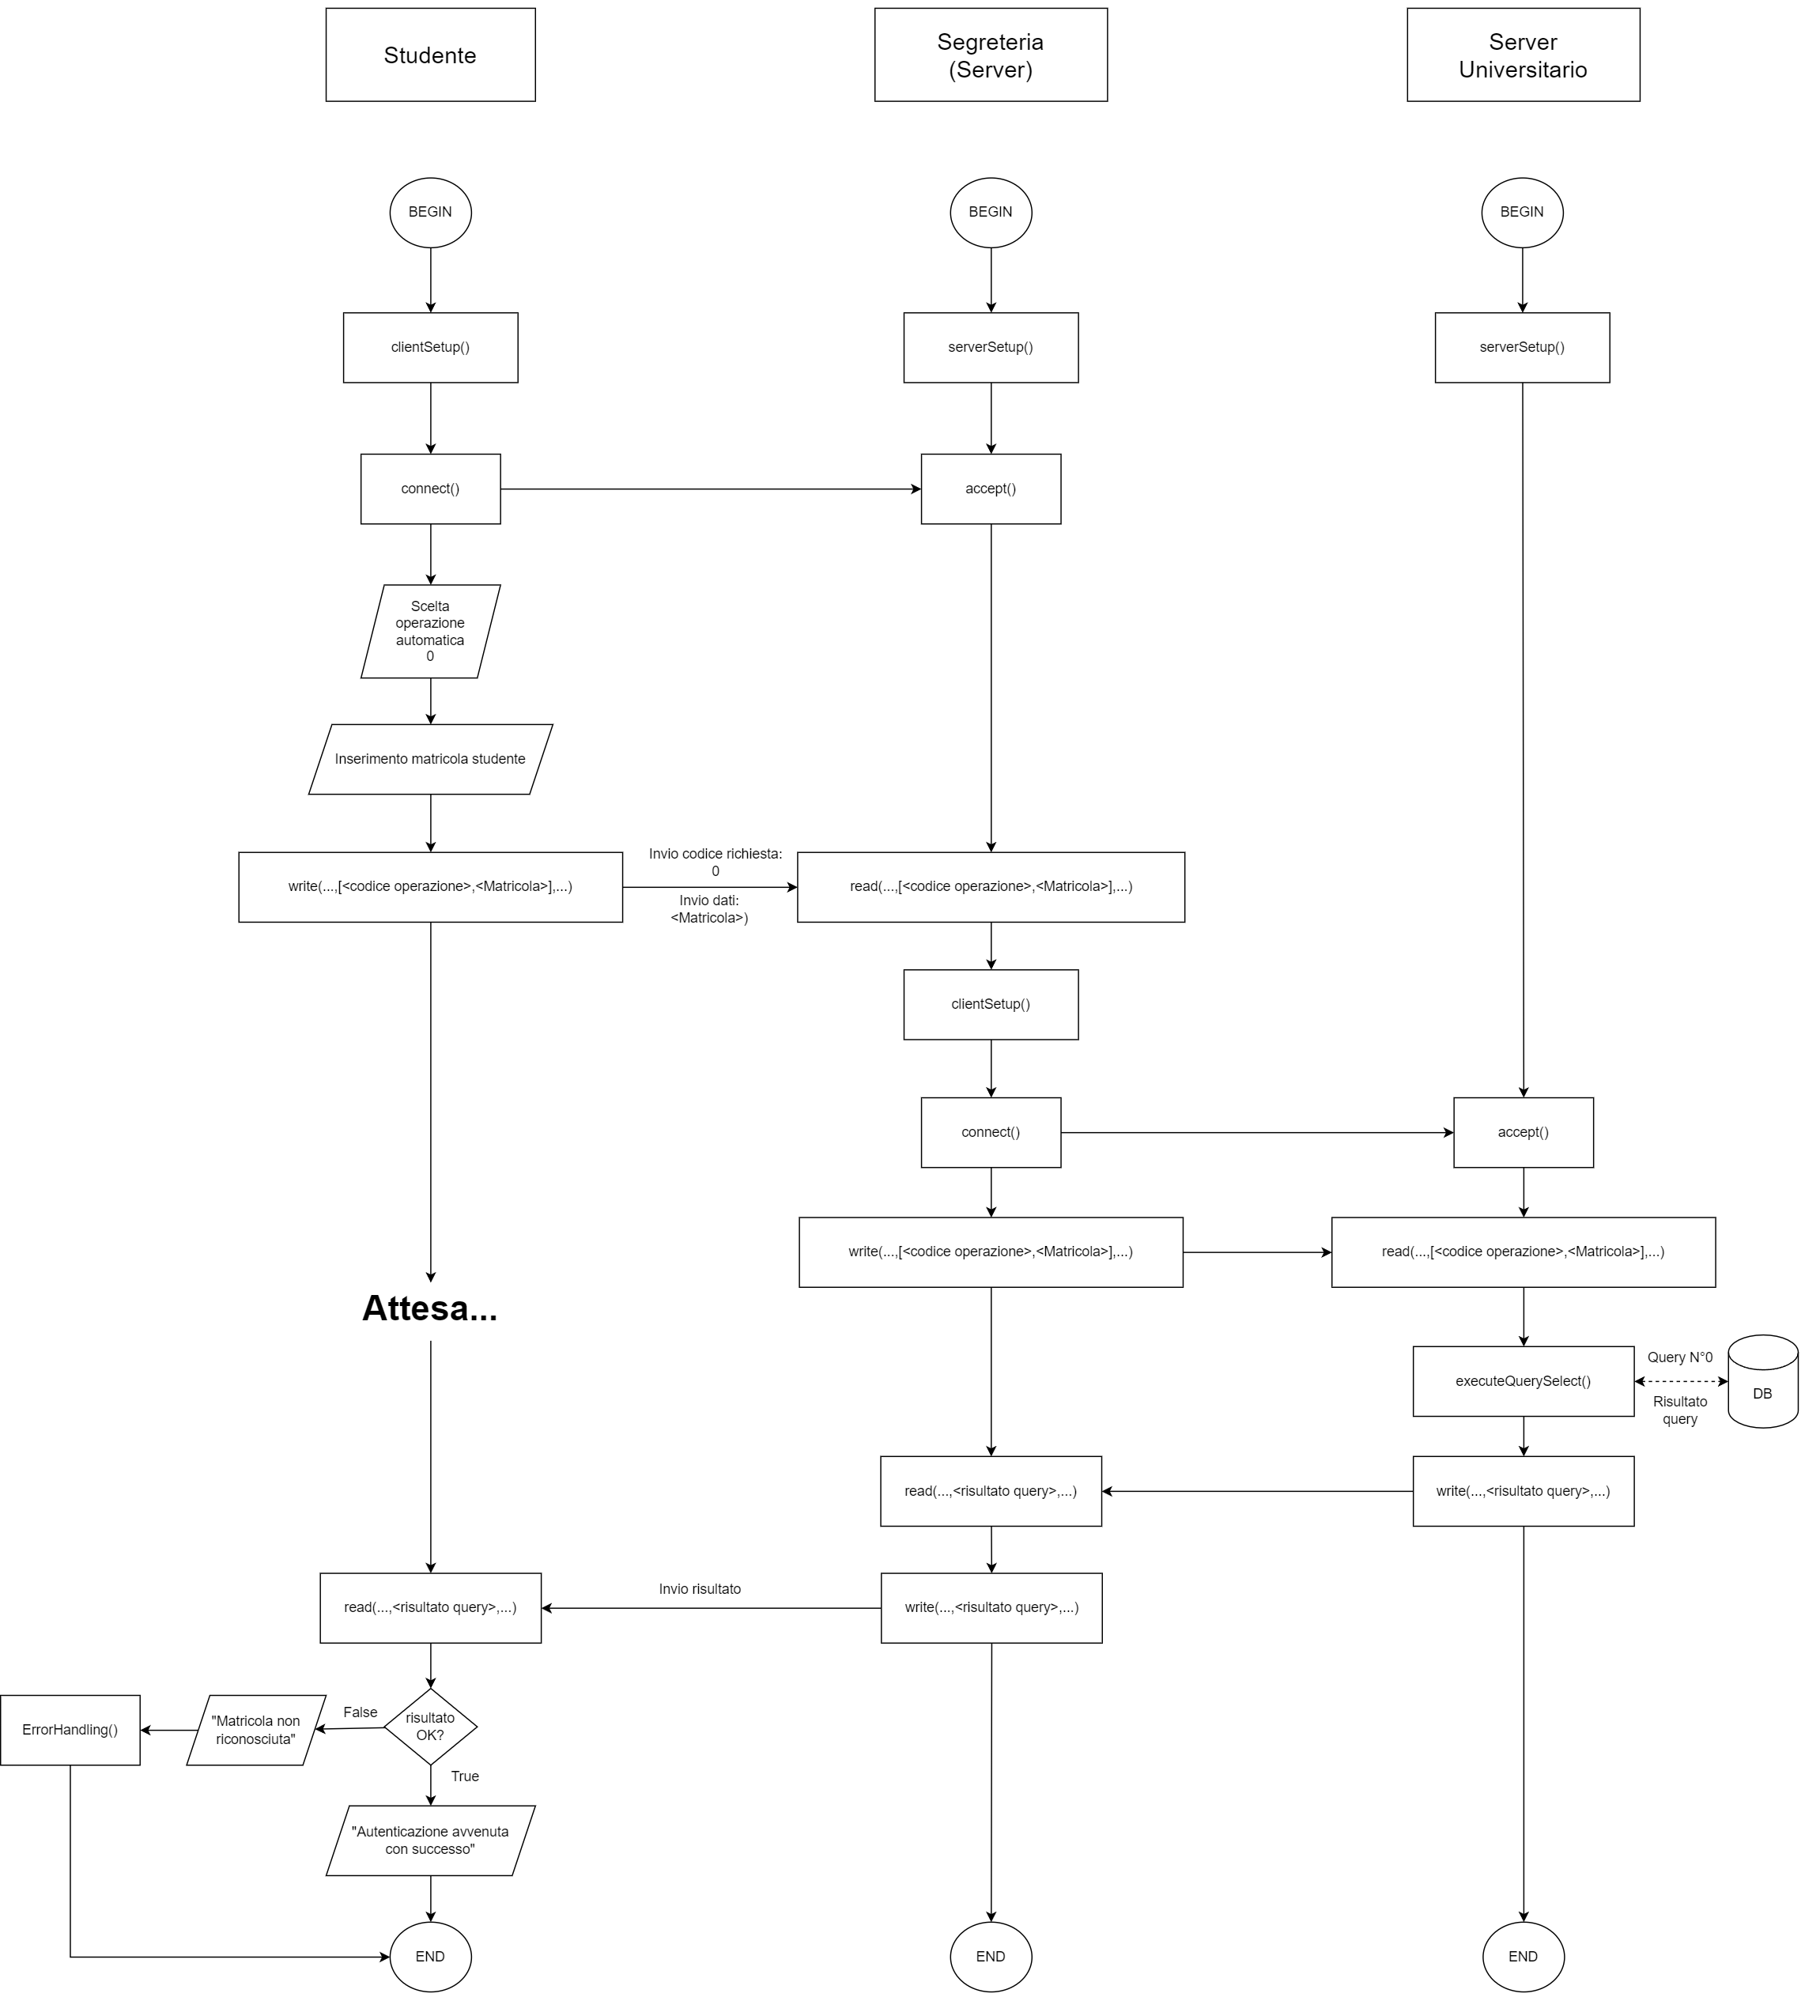 Studente
Segreteria
(Server)
Server
Universitario
BEGIN
BEGIN
BEGIN
clientSetup()
serverSetup()
serverSetup()
connect()
accept()
Scelta
operazione
automatica
0
Inserimento matricola studente
write(...,[<codice operazione>,<Matricola>],...)
Invio codice richiesta:
0
Invio dati:
<Matricola>)
read(...,[<codice operazione>,<Matricola>],...)
clientSetup()
connect()
accept()
write(...,[<codice operazione>,<Matricola>],...)
read(...,[<codice operazione>,<Matricola>],...)
Attesa...
executeQuerySelect()
Query N°0
Risultato
query
DB
read(...,<risultato query>,...)
write(...,<risultato query>,...)
read(...,<risultato query>,...)
Invio risultato
write(...,<risultato query>,...)
ErrorHandling()
"Matricola non
riconosciuta"
False
risultato
OK?
True
"Autenticazione avvenuta
con successo"
END
END
END